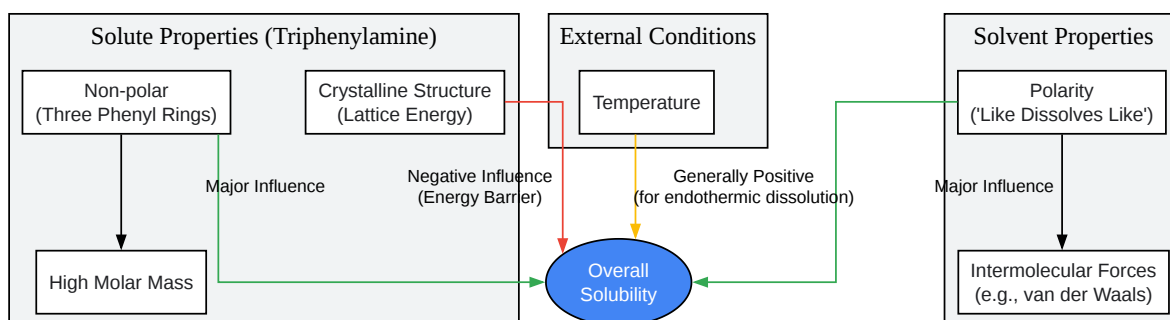 Solute Properties (Triphenylamine)
Non-polar
(Three Phenyl Rings)
Crystalline Structure
(Lattice Energy)
High Molar Mass
Major Influence
Negative Influence
(Energy Barrier)
External Conditions
Temperature
Generally Positive
(for endothermic dissolution)
Overall
Solubility
Solvent Properties
Polarity
('Like Dissolves Like')
Major Influence
Intermolecular Forces
(e.g., van der Waals)